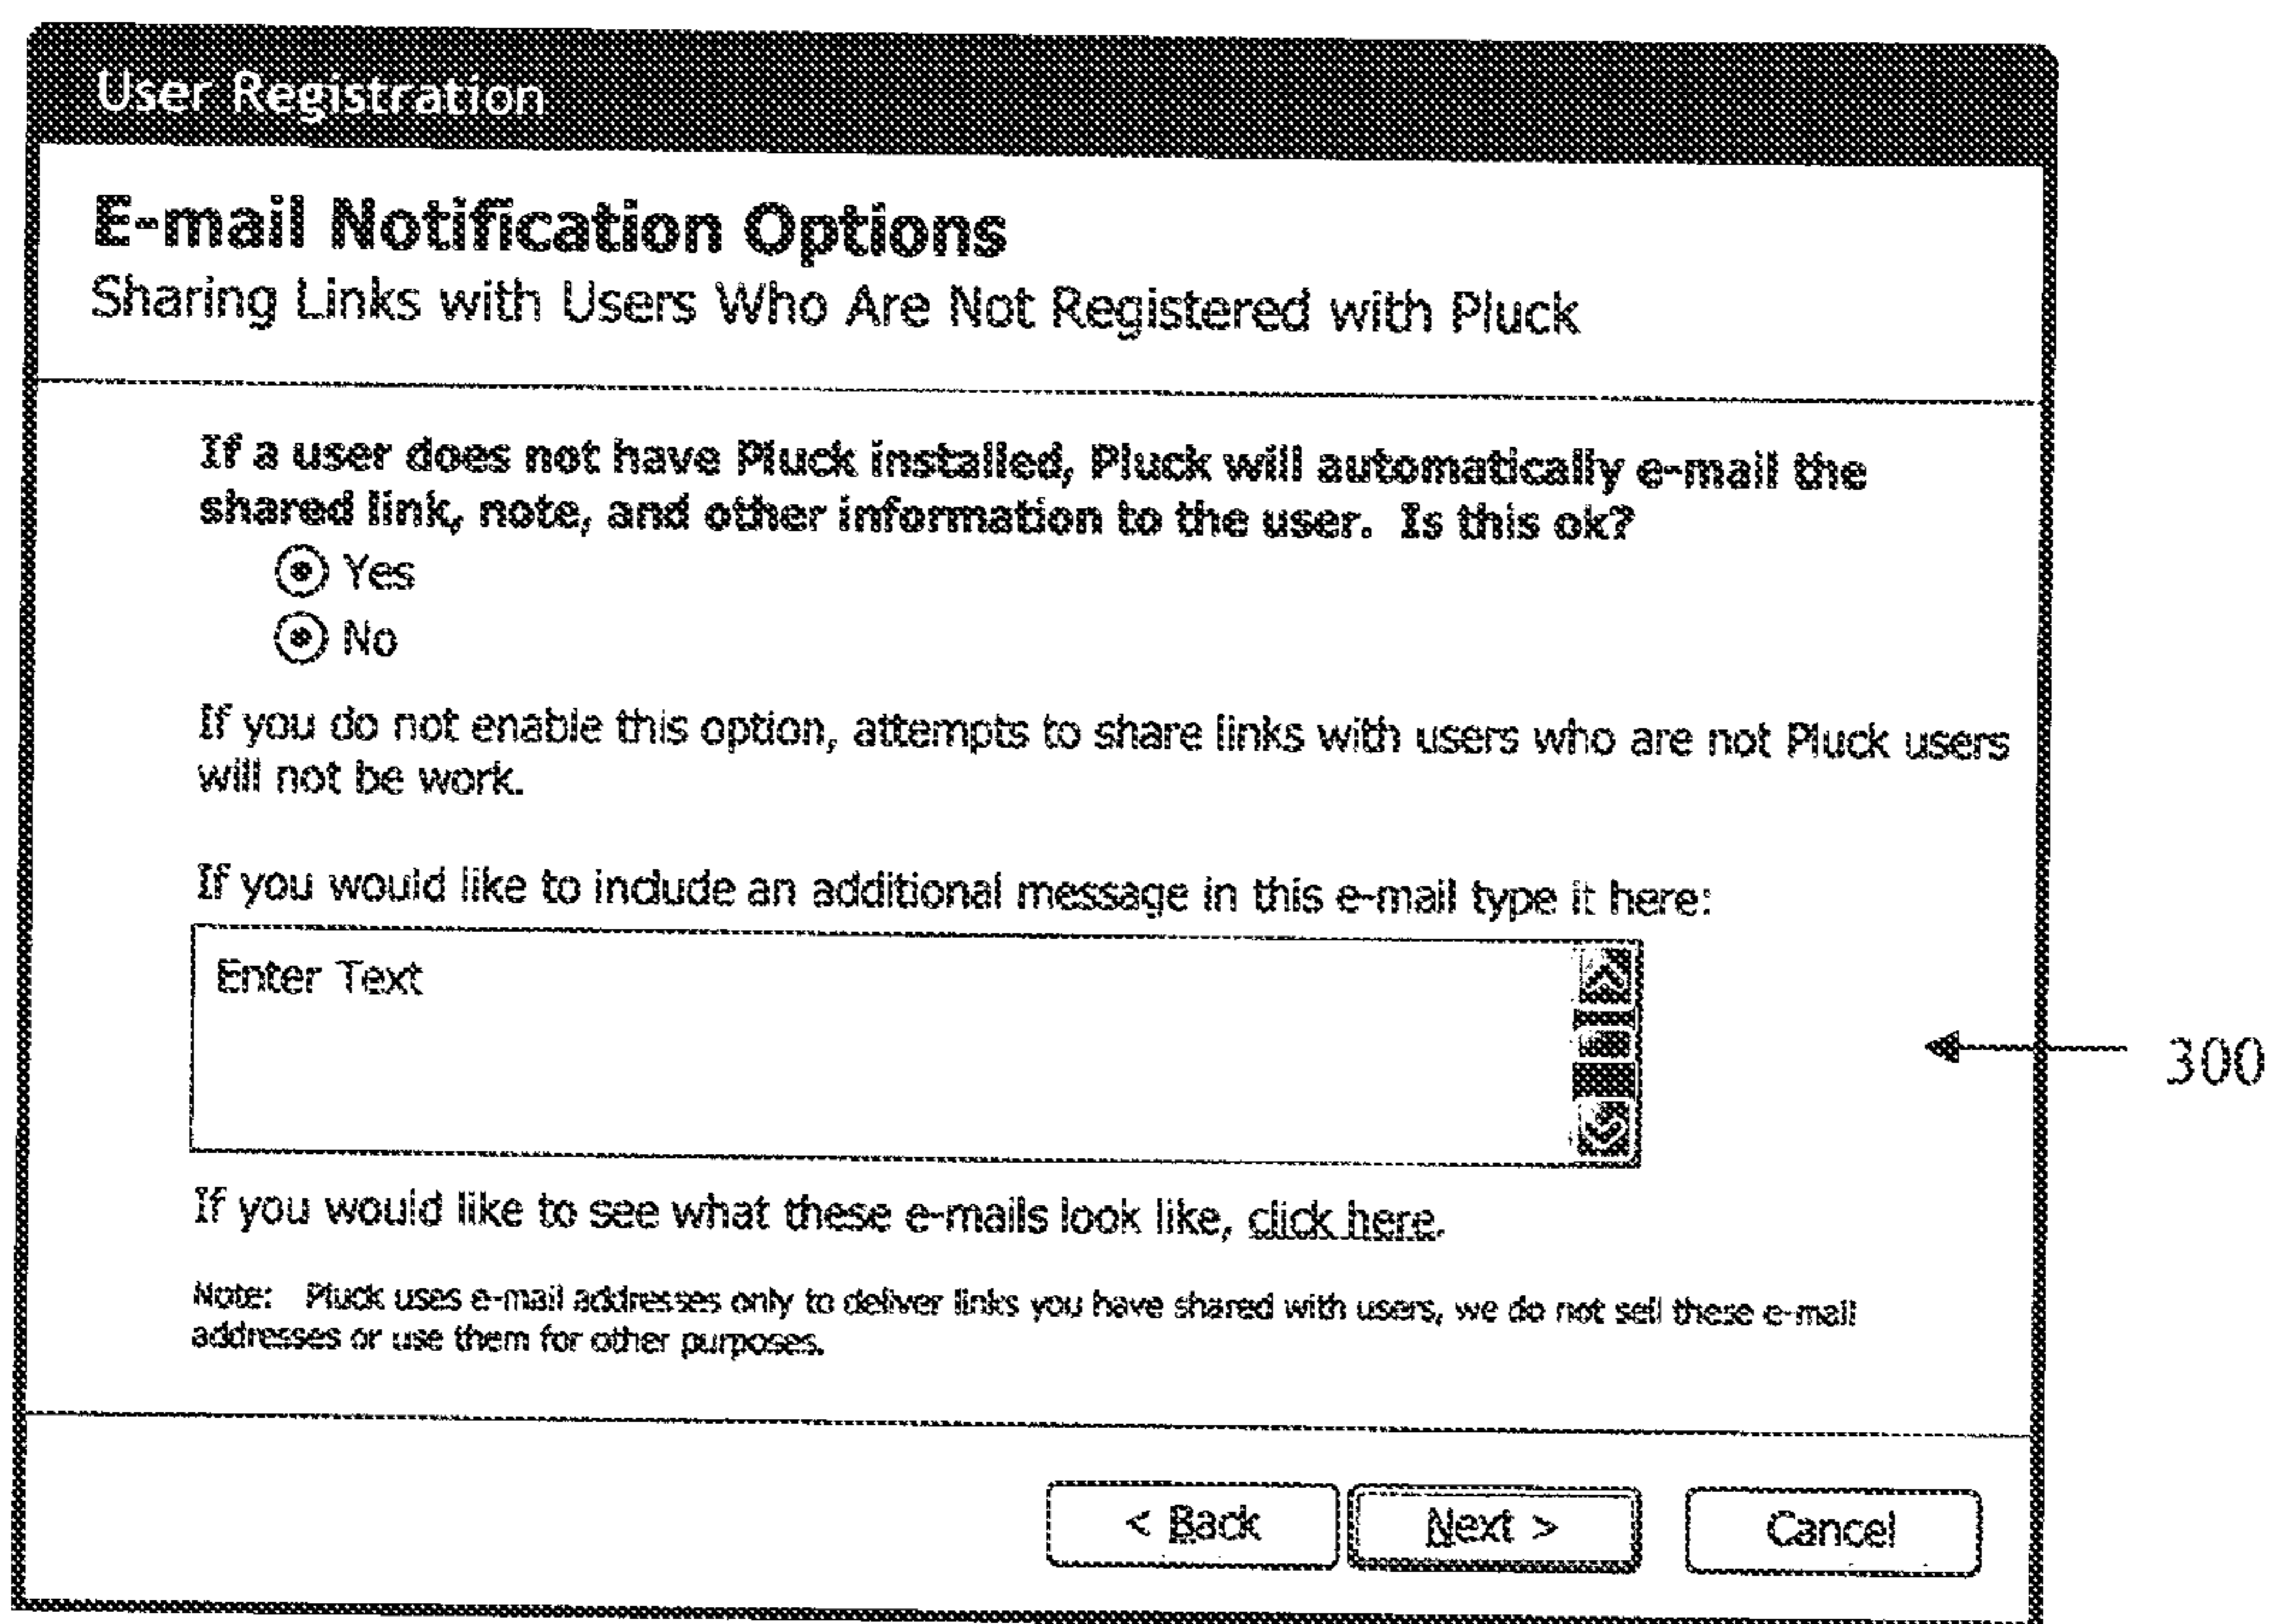 User Registration
E-mail Notification Options
Sharing Links with Users Who Are Not Registered with Pluck
If a user does not have Pluck installed, Pluck will automatically e-mail the
shared link, note, and other information to the user. Is this ok?
Yes
No
If you do not enable this option, attempts to share links with users who are not Pluck users
will not be work.
If you would like to include an additional message in this e-mail type it here:
Enter Text
300
If you would like to see what these e-mails look like, click here.
Note: Pluck uses e-mail addresses only to deliver links you have shared with users, we do not sell these e-mail
addresses or use them for other purposes.
< Back Next > Cancel